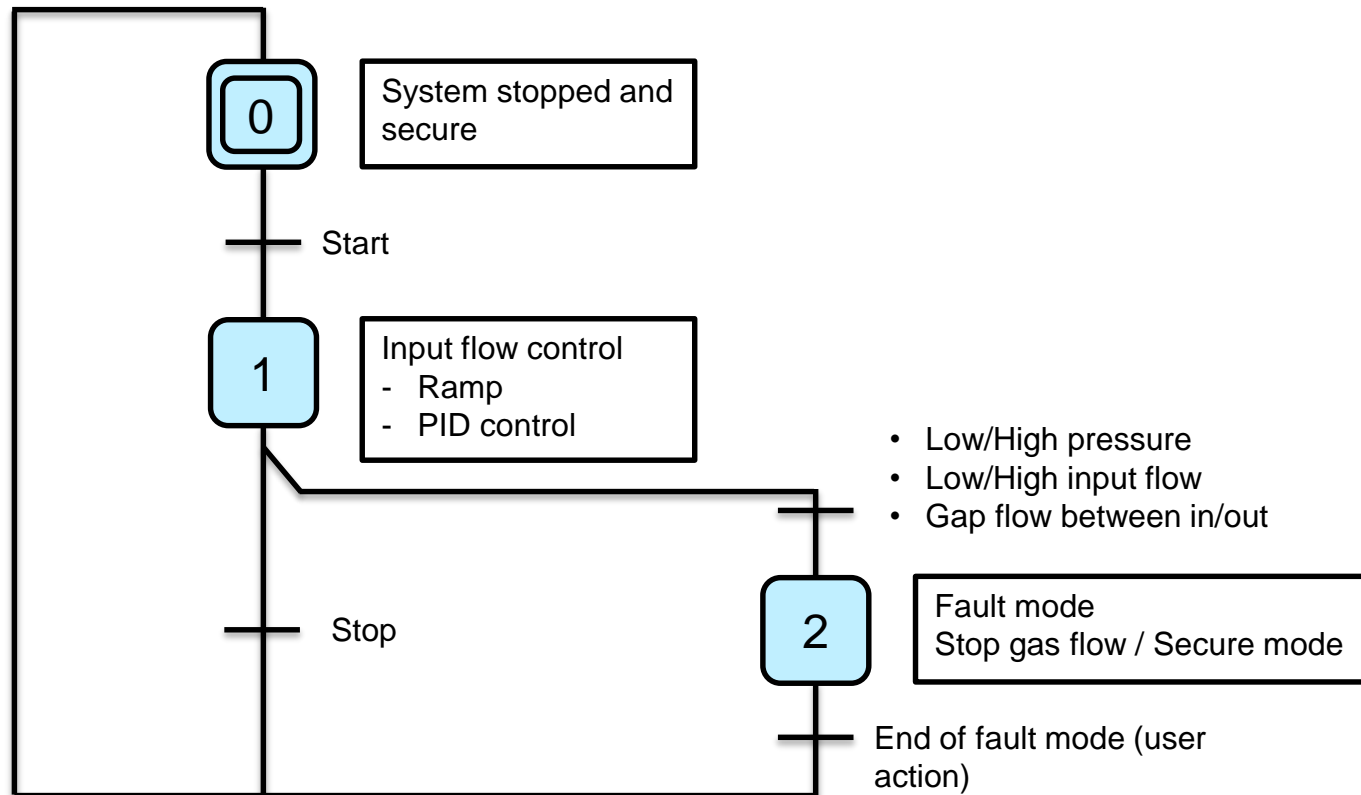 0
System stopped and
secure
Start
1
Input flow control
- Ramp
- PID control
• Low/High pressure
• Low/High input flow
• Gap flow between in/out
2
Fault mode
Stop gas flow / Secure mode
Stop
End of fault mode (user
action)